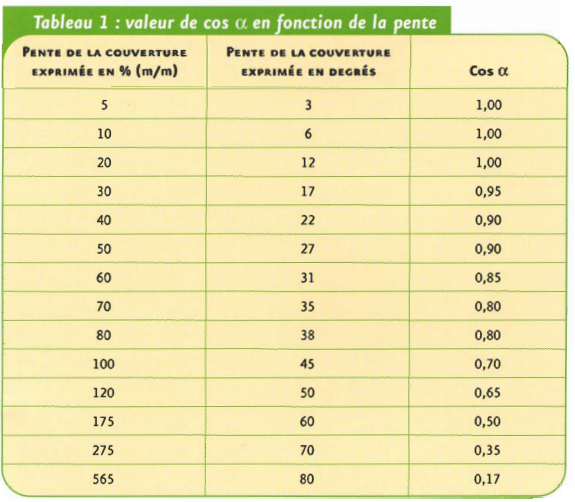 Tableau 1 : valeur de cos α en fonction de la pente
PENTE DE LA COUVERTURE EXPRIMÉE EN % (m/m) PENTE DE LA COUVERTURE EXPRIMÉE EN DEGRÉS Cos α
5 3 1,00
10 6 1,00
20 12 1,00
30 17 0,95
40 22 0,90
50 27 0,90
60 31 0,85
70 35 0,80
80 38 0,80
100 45 0,70
120 50 0,65
175 60 0,50
275 70 0,35
565 80 0,17